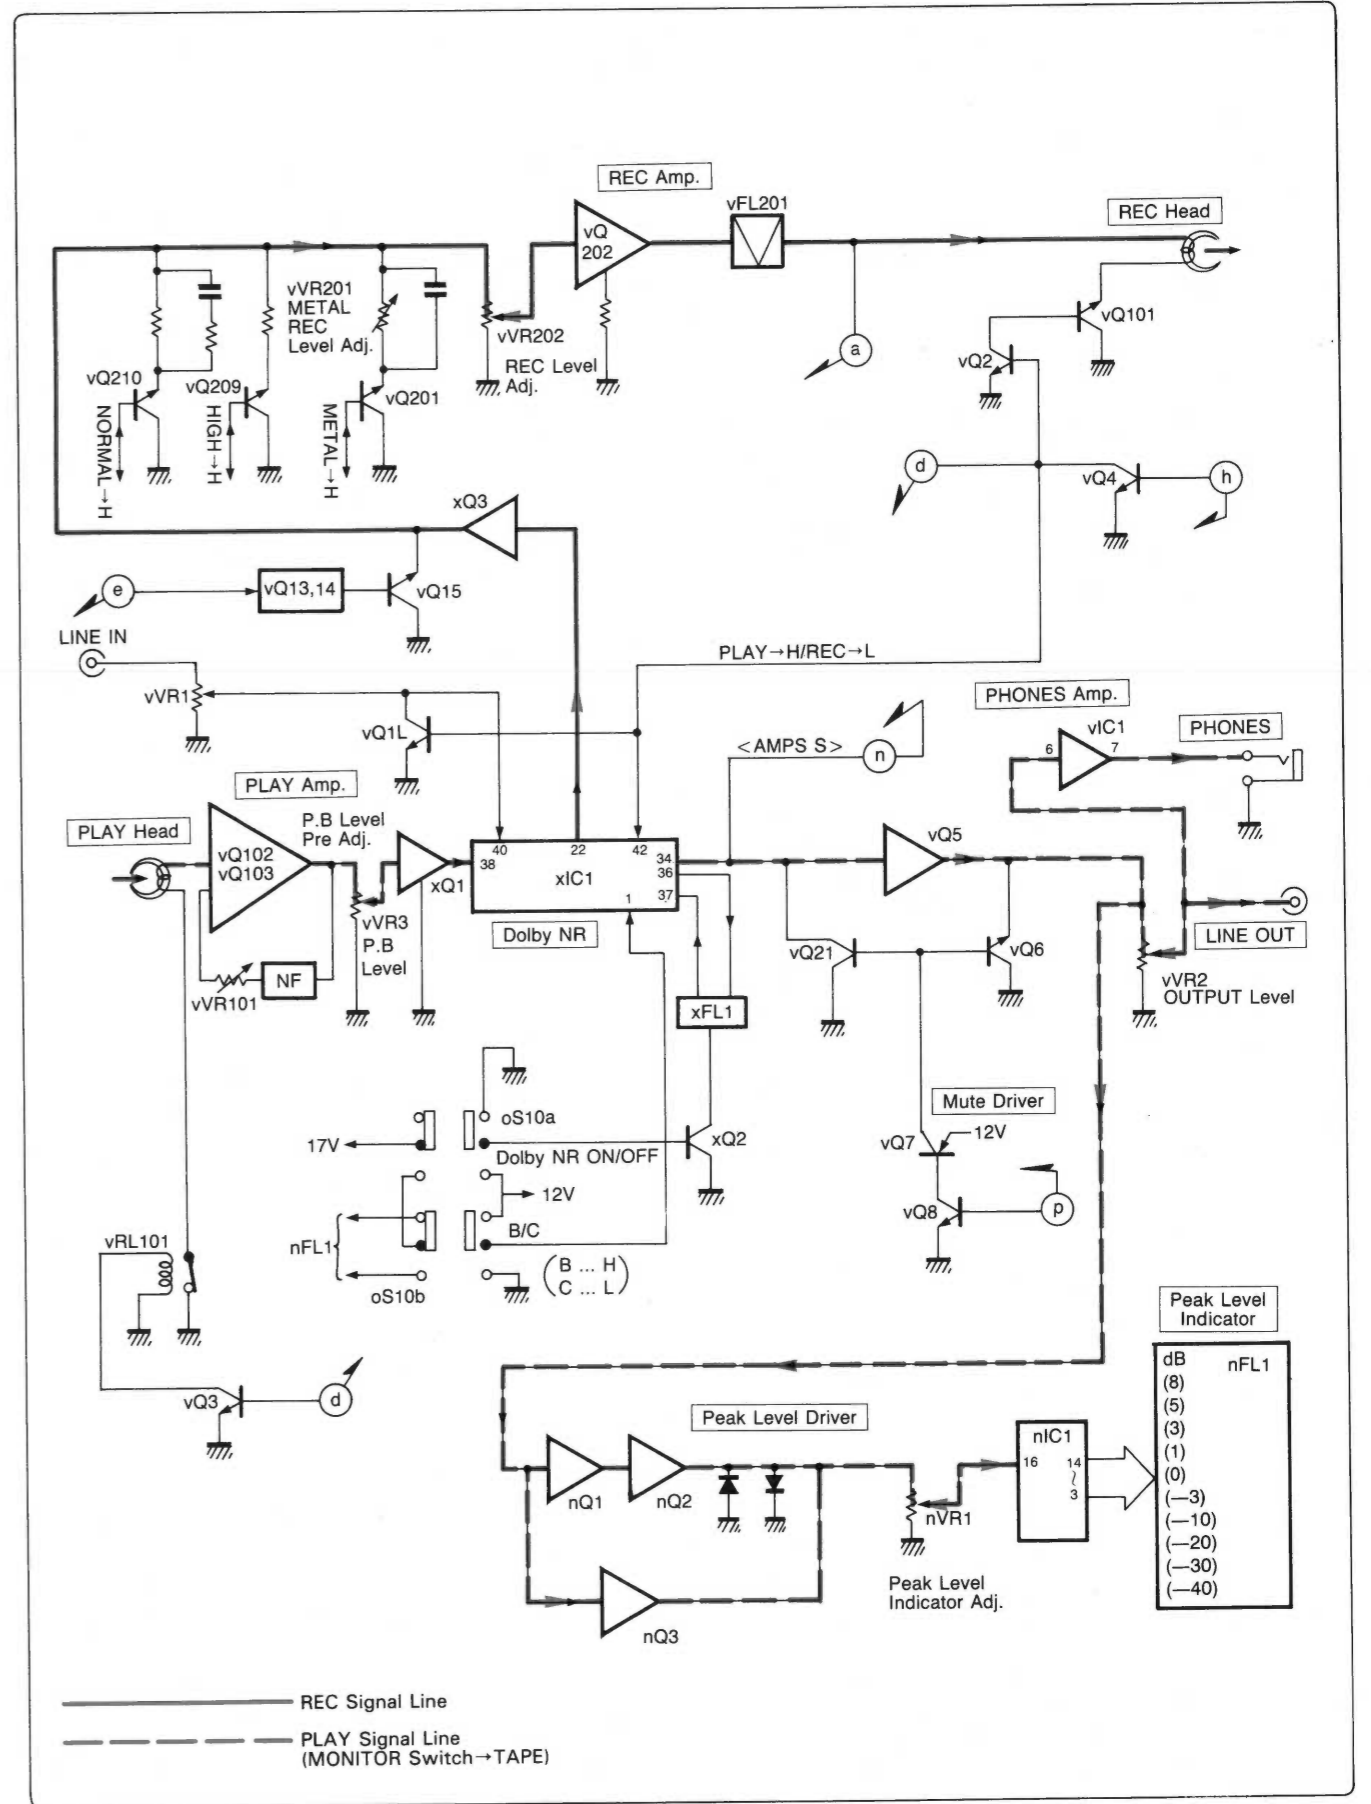 REC Amp.
vFL201
REC Head
vQ
202
vVR201
METAL
REC
Level Adj.
vVR202
REC Level
Adj.
a
vQ101
vQ2
vQ210
vQ209
vQ201
NORMAL→H
HIGH→H
METAL→H
d
vQ4
h
xQ3
e
vQ13,14
vQ15
LINE IN
PLAY→H/REC→L
vVR1
vQ1L
<AMPS S>
n
PHONES Amp.
vIC1
6
7
PHONES
PLAY Amp.
P.B Level
Pre Adj.
PLAY Head
vQ102
vQ103
xQ1
40
22
42
38
34
36
37
1
xIC1
Dolby NR
vQ5
vVR3
P.B
Level
vVR101
NF
vQ21
vQ6
LINE OUT
vVR2
OUTPUT Level
xFL1
oS10a
17V
Dolby NR ON/OFF
xQ2
Mute Driver
vQ7
12V
12V
nFL1
B/C
vQ8
p
vRL101
(B ... H)
(C ... L)
oS10b
vQ3
d
Peak Level
Indicator
dB
nFL1
(8)
(5)
(3)
(1)
(0)
(—3)
(—10)
(—20)
(—30)
(—40)
Peak Level Driver
nIC1
16
14
~
3
nQ1
nQ2
nVR1
Peak Level
Indicator Adj.
nQ3
REC Signal Line
PLAY Signal Line
(MONITOR Switch→TAPE)